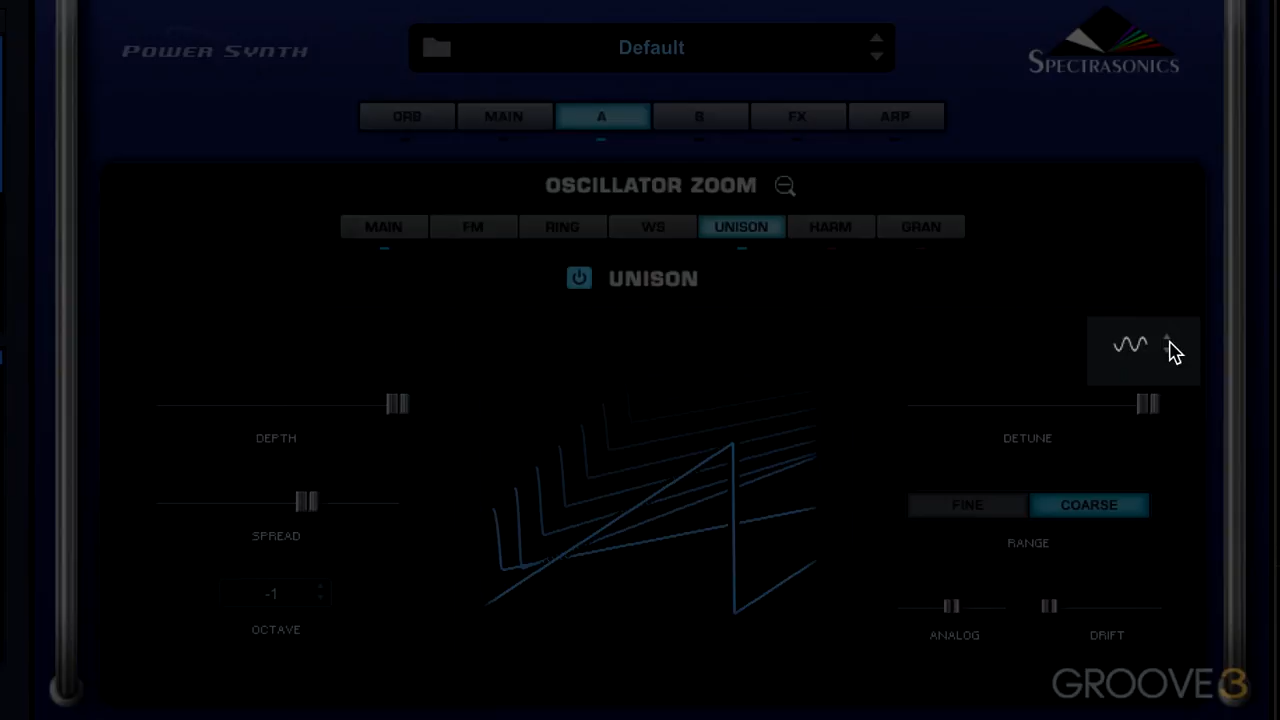 POWER SYNTH
Default
SPECTRASONICS
ORB MAIN A B FX ARP
OSCILLATOR ZOOM
MAIN FM RING WS UNISON HARM GRAN
UNISON
DEPTH
DETUNE
SPREAD
FINE COARSE
RANGE
-1
OCTAVE
ANALOG DRIFT
GROOVE3